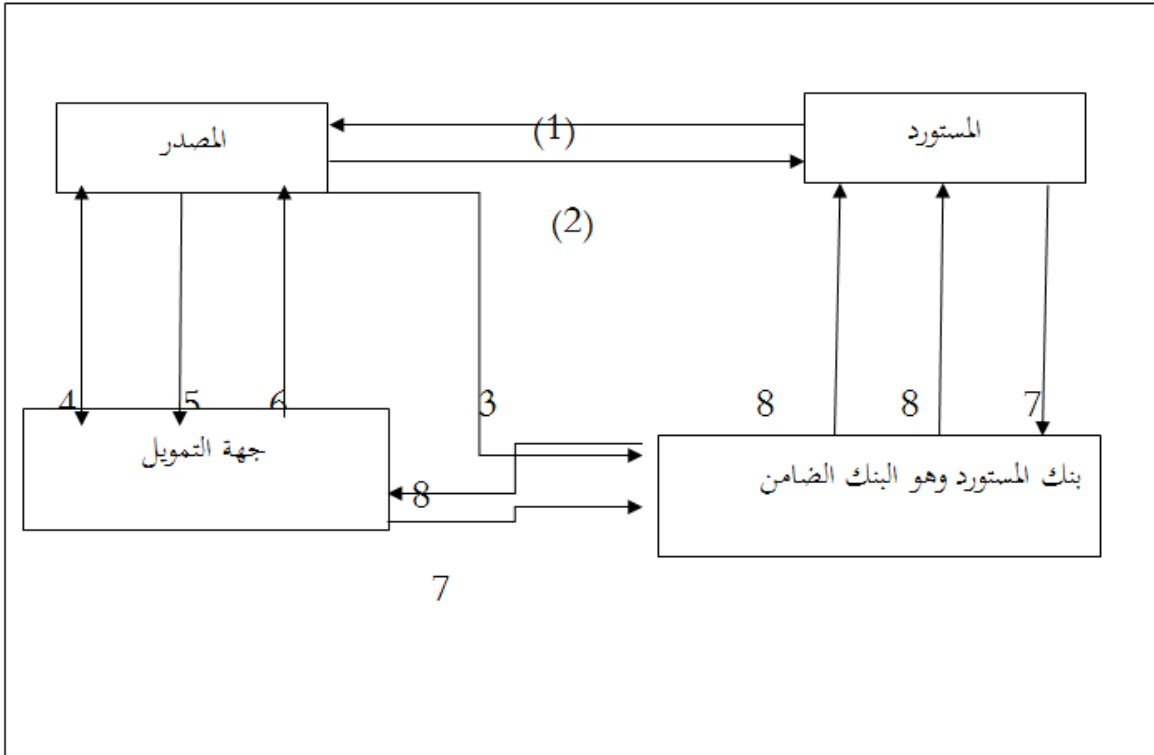 المستورد
المصدر
(1)
(2)
4 5 6 3 8 8 7
جهة التمويل
بنك المستورد وهو البنك الضامن
8
7